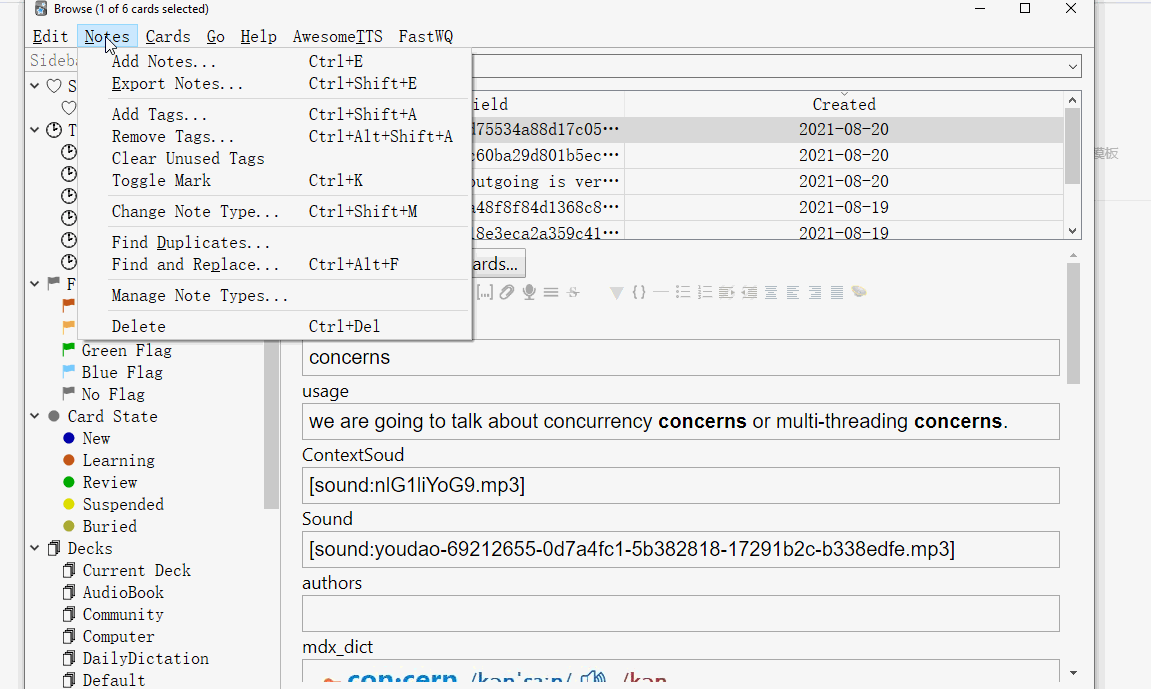 Browse (1 of 6 cards selected)
Edit Notes Cards Go Help AwesomeTTS FastWQ
Sideb
Add Notes... Ctrl+E
Export Notes... Ctrl+Shift+E
Add Tags... Ctrl+Shift+A
Remove Tags... Ctrl+Alt+Shift+A
Clear Unused Tags
Toggle Mark Ctrl+K
Change Note Type... Ctrl+Shift+M
Find Duplicates...
Find and Replace... Ctrl+Alt+F
Manage Note Types...
Delete Ctrl+Del
S
T
F
Green Flag
Blue Flag
No Flag
Card State
New
Learning
Review
Suspended
Buried
Decks
Current Deck
AudioBook
Community
Computer
DailyDictation
Default
ield Created
d75534a88d17c05··· 2021-08-20
c60ba29d801b5ec··· 2021-08-20
outgoing is ver··· 2021-08-20
a48f8f84d1368c8··· 2021-08-19
18e3eca2a359c41··· 2021-08-19
模板
ards...
concerns
usage
we are going to talk about concurrency concerns or multi-threading concerns.
ContextSoud
[sound:nlG1liYoG9.mp3]
Sound
[sound:youdao-69212655-0d7a4fc1-5b382818-17291b2c-b338edfe.mp3]
authors
mdx_dict
con·cern /kənˈsɜːn/